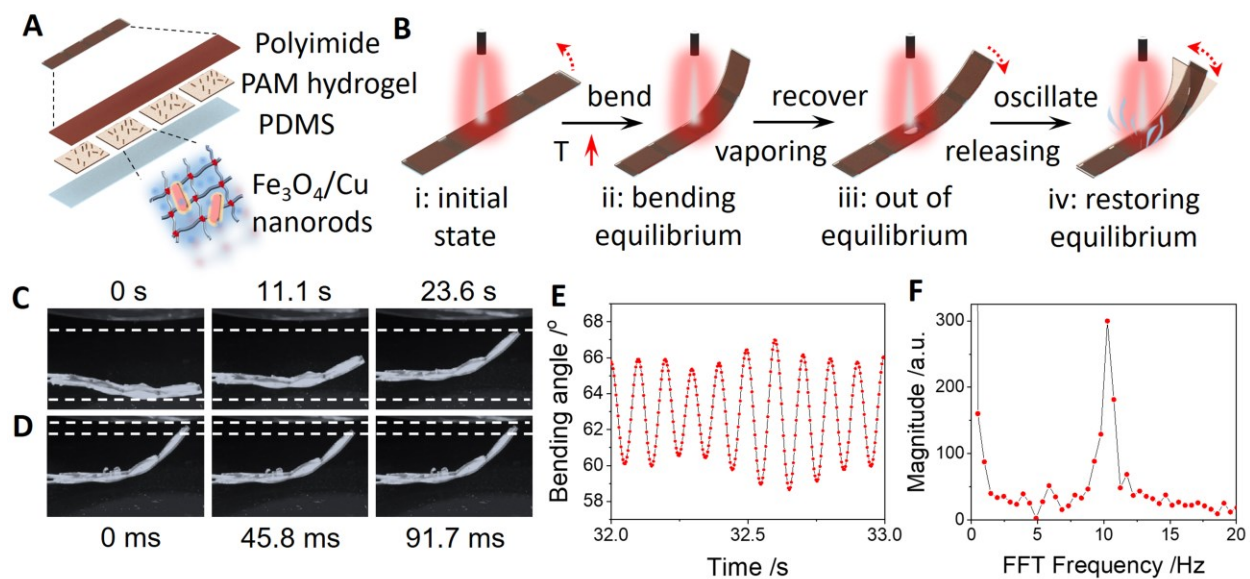 A
Polyimide
PAM hydrogel
PDMS
Fe₃O₄/Cu
nanorods
B
bend
T
recover
vaporing
oscillate
releasing
i: initial
state
ii: bending
equilibrium
iii: out of
equilibrium
iv: restoring
equilibrium
C
0 s
11.1 s
23.6 s
D
0 ms
45.8 ms
91.7 ms
E
Bending angle /°
68
66
64
62
60
58
32.0
32.5
33.0
Time /s
F
Magnitude /a.u.
300
200
100
0
0
5
10
15
20
FFT Frequency /Hz